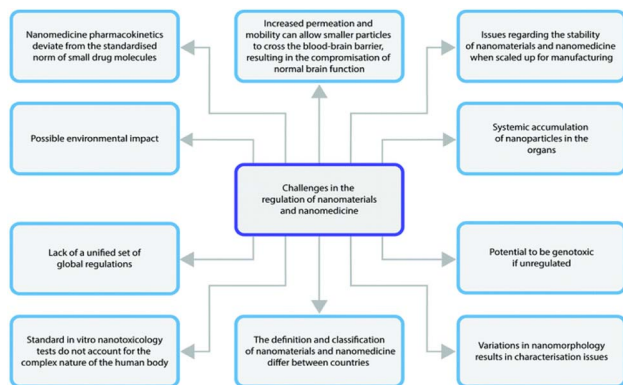 Nanomedicine pharmacokinetics
deviate from the standardised
norm of small drug molecules
Increased permeation and
mobility can allow smaller particles
to cross the blood-brain barrier,
resulting in the compromisation of
normal brain function
Issues regarding the stability
of nanomaterials and nanomedicine
when scaled up for manufacturing
Possible environmental impact
Systemic accumulation
of nanoparticles in the
organs
Challenges in the
regulation of nanomaterials
and nanomedicine
Lack of a unified set of
global regulations
Potential to be genotoxic
if unregulated
Standard in vitro nanotoxicology
tests do not account for the
complex nature of the human body
The definition and classification
of nanomaterials and nanomedicine
differ between countries
Variations in nanomorphology
results in characterisation issues